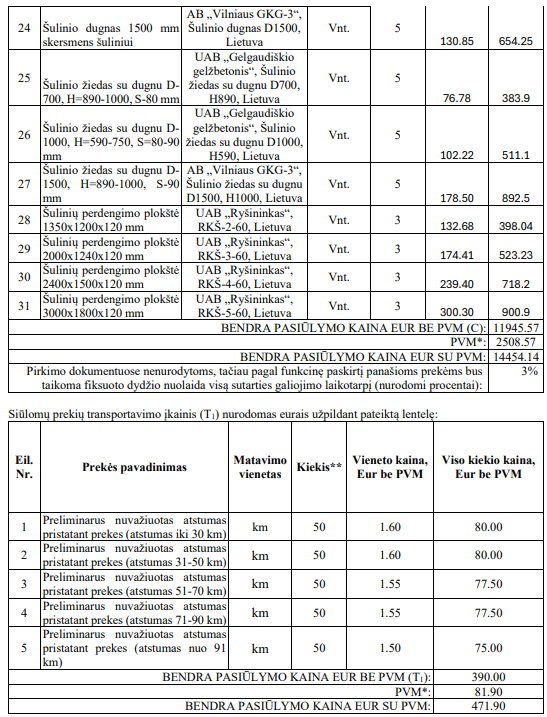 24 Šulinio dugnas 1500 mm skersmens šuliniui AB „Vilniaus GKG-3“, Šulinio dugnas D1500, Lietuva Vnt. 5 130.85 654.25
25 Šulinio žiedas su dugnu D-700, H=890-1000, S-80 mm UAB „Gelgaudiškio gelžbetonis“, Šulinio žiedas su dugnu D700, H890, Lietuva Vnt. 5 76.78 383.9
26 Šulinio žiedas su dugnu D-1000, H=590-750, S=80-90 mm UAB „Gelgaudiškio gelžbetonis“, Šulinio žiedas su dugnu D1000, H590, Lietuva Vnt. 5 102.22 511.1
27 Šulinio žiedas su dugnu D-1500, H=890-1000, S-90 mm AB „Vilniaus GKG-3“, Šulinio žiedas su dugnu D1500, H1000, Lietuva Vnt. 5 178.50 892.5
28 Šulinių perdengimo plokštė 1350x1200x120 mm UAB „Ryšininkas“, RKŠ-2-60, Lietuva Vnt. 3 132.68 398.04
29 Šulinių perdengimo plokštė 2000x1240x120 mm UAB „Ryšininkas“, RKŠ-3-60, Lietuva Vnt. 3 174.41 523.23
30 Šulinių perdengimo plokštė 2400x1500x120 mm UAB „Ryšininkas“, RKŠ-4-60, Lietuva Vnt. 3 239.40 718.2
31 Šulinių perdengimo plokštė 3000x1800x120 mm UAB „Ryšininkas“, RKŠ-5-60, Lietuva Vnt. 3 300.30 900.9
BENDRA PASIŪLYMO KAINA EUR BE PVM (C): 11945.57
PVM*: 2508.57
BENDRA PASIŪLYMO KAINA EUR SU PVM: 14454.14
Pirkimo dokumentuose nenurodytoms, tačiau pagal funkcinę paskirtį panašioms prekėms bus 3%
taikoma fiksuoto dydžio nuolaida visą sutarties galiojimo laikotarpį (nurodomi procentai):
Siūlomų prekių transportavimo įkainis (T₁) nurodomas eurais užpildant pateiktą lentelę:
Eil. Nr. Prekės pavadinimas Matavimo vienetas Kiekis** Vieneto kaina, Eur be PVM Viso kiekio kaina, Eur be PVM
1 Preliminarus nuvažiuotas atstumas pristatant prekes (atstumas iki 30 km) km 50 1.60 80.00
2 Preliminarus nuvažiuotas atstumas pristatant prekes (atstumas 31-50 km) km 50 1.60 80.00
3 Preliminarus nuvažiuotas atstumas pristatant prekes (atstumas 51-70 km) km 50 1.55 77.50
4 Preliminarus nuvažiuotas atstumas pristatant prekes (atstumas 71-90 km) km 50 1.55 77.50
5 Preliminarus nuvažiuotas atstumas pristatant prekes (atstumas nuo 91 km) km 50 1.50 75.00
BENDRA PASIŪLYMO KAINA EUR BE PVM (T₁): 390.00
PVM*: 81.90
BENDRA PASIŪLYMO KAINA EUR SU PVM: 471.90